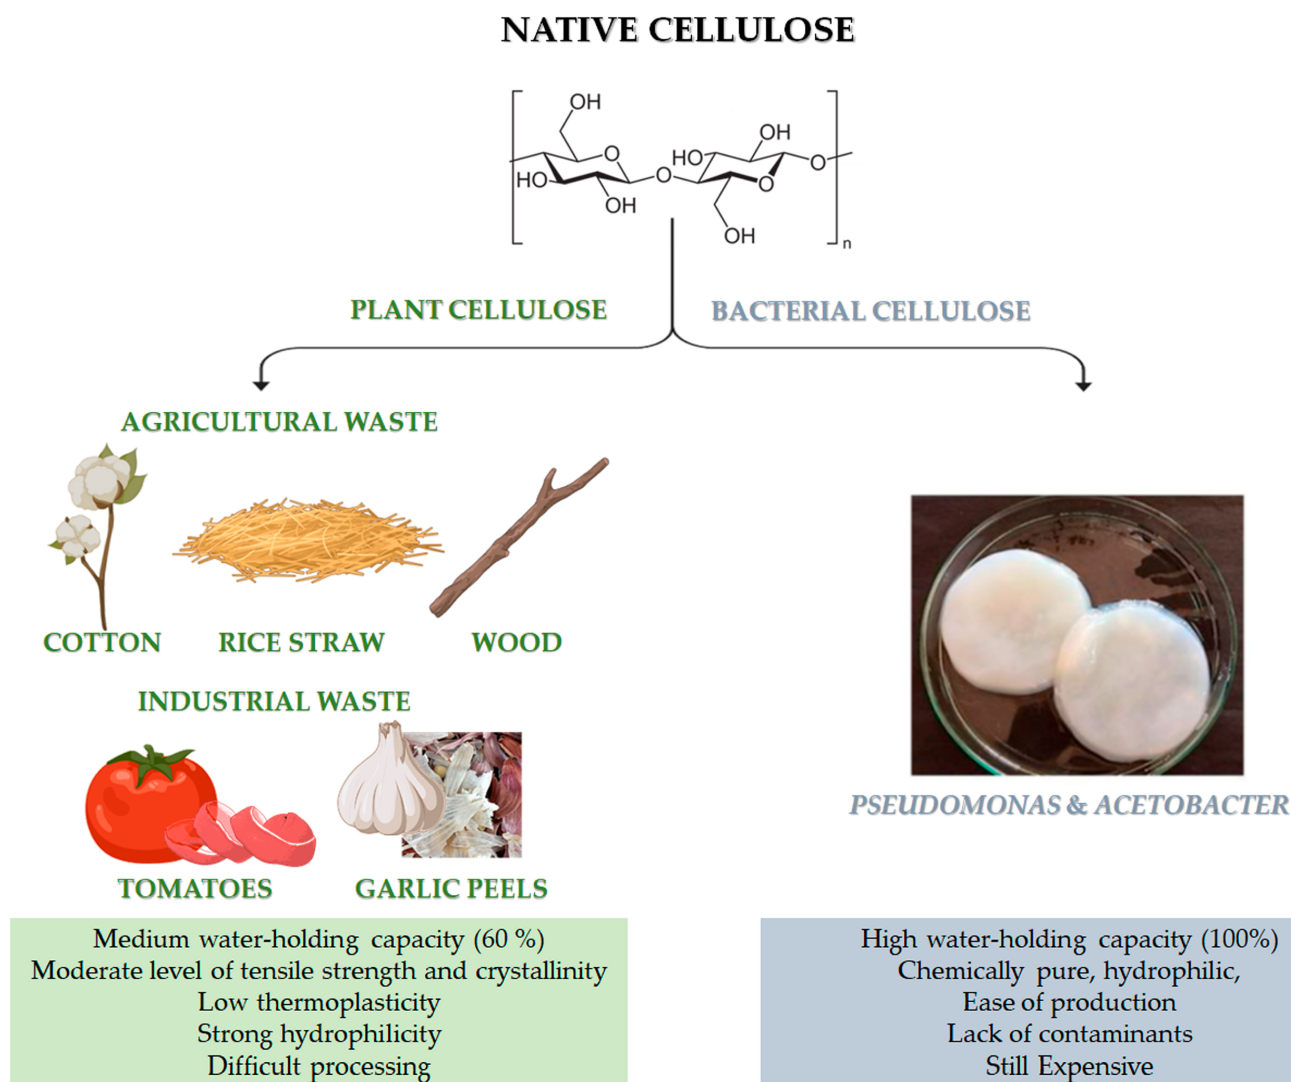 NATIVE CELLULOSE
OH
O
HO
OH
O
HO
OH
O
OH
O
n
PLANT CELLULOSE
BACTERIAL CELLULOSE
AGRICULTURAL WASTE
COTTON
RICE STRAW
WOOD
INDUSTRIAL WASTE
TOMATOES
GARLIC PEELS
PSEUDOMONAS & ACETOBACTER
Medium water-holding capacity (60 %)
Moderate level of tensile strength and crystallinity
Low thermoplasticity
Strong hydrophilicity
Difficult processing
High water-holding capacity (100%)
Chemically pure, hydrophilic,
Ease of production
Lack of contaminants
Still Expensive